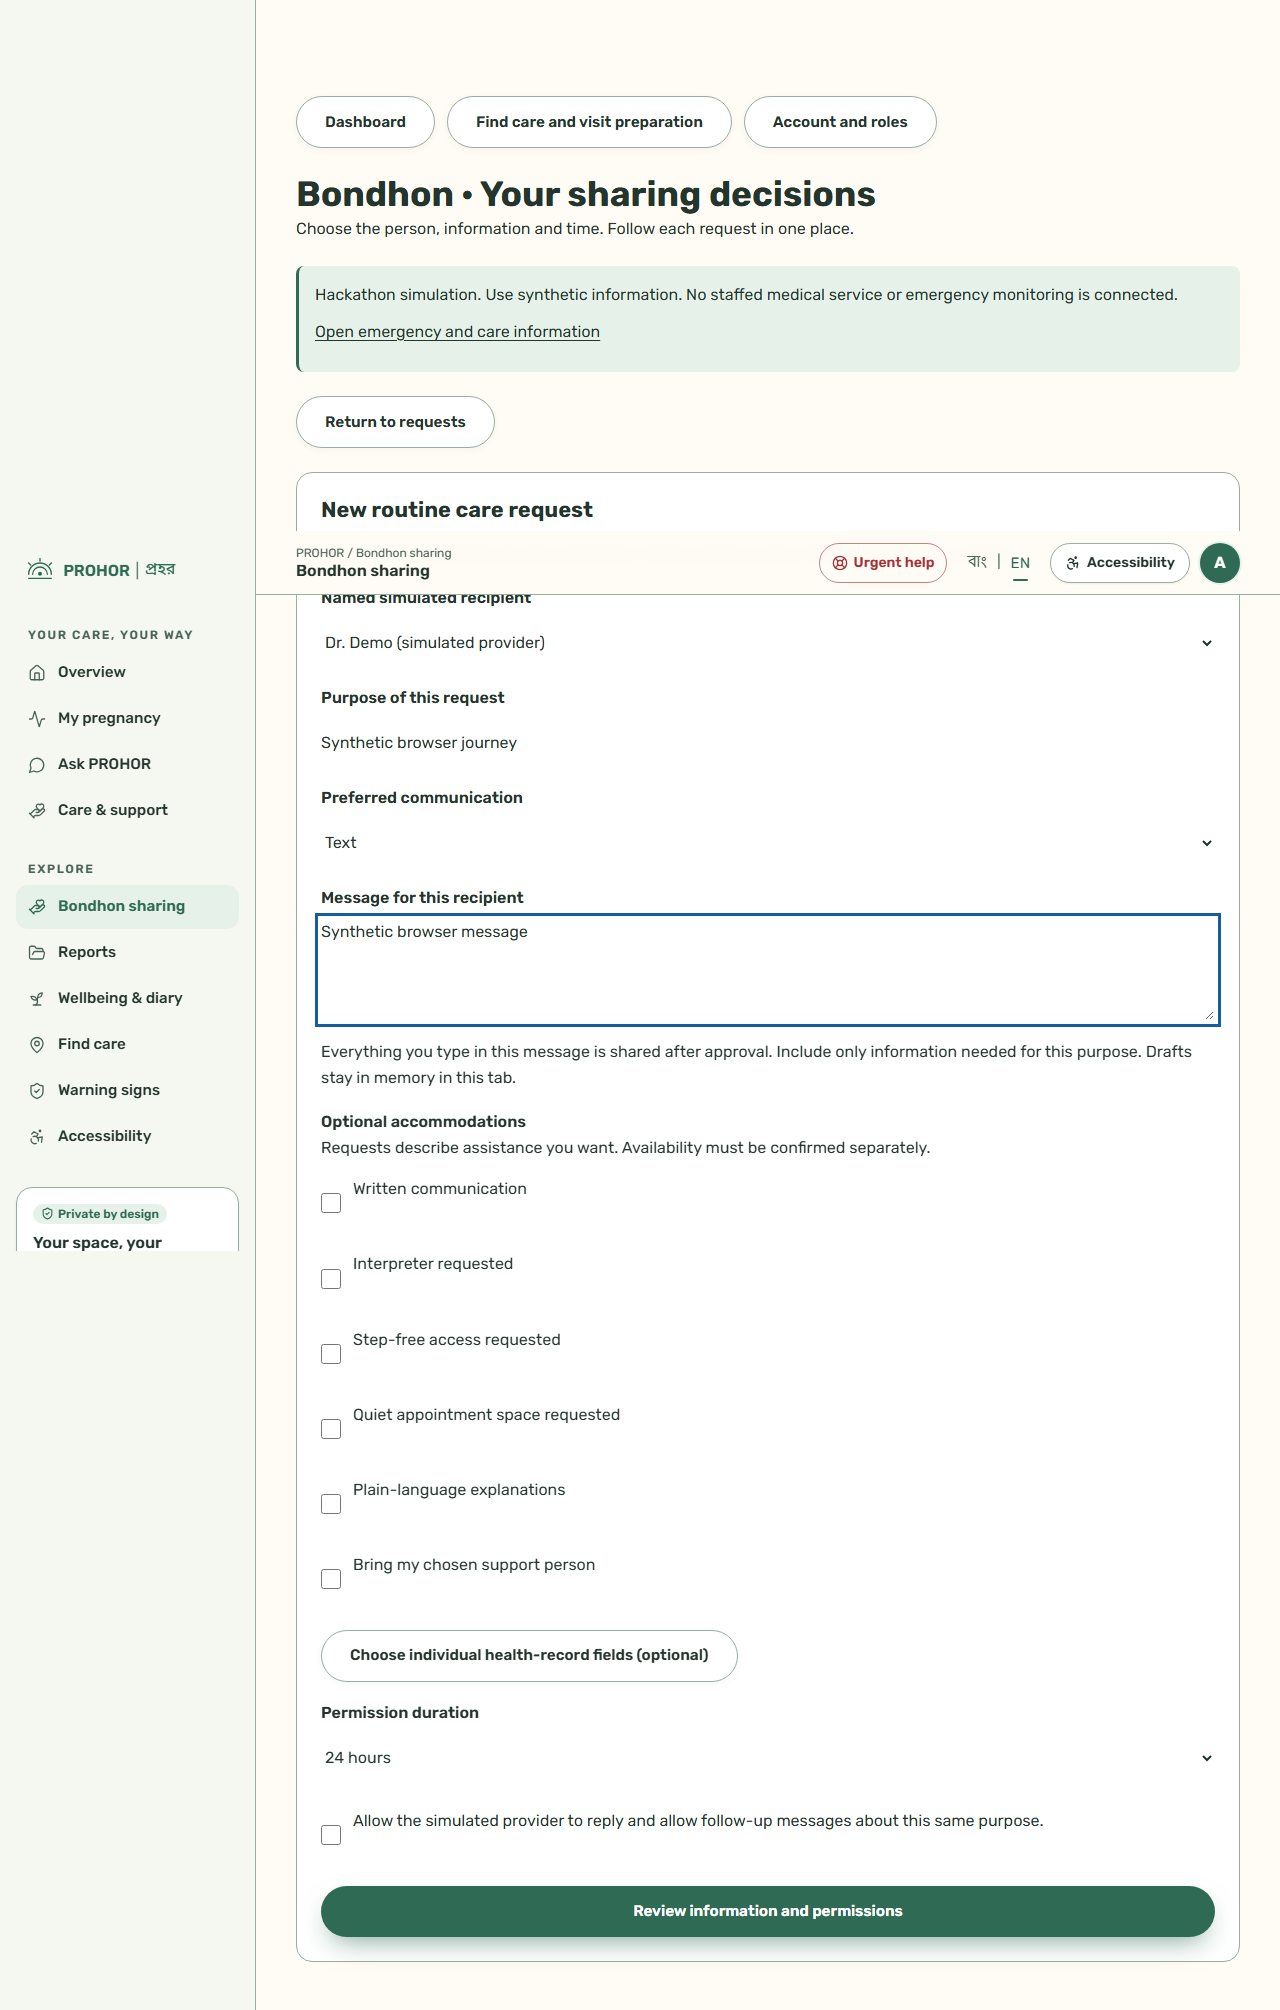 Dashboard
Find care and visit preparation
Account and roles
Bondhon • Your sharing decisions
Choose the person, information and time. Follow each request in one place.
Hackathon simulation. Use synthetic information. No staffed medical service or emergency monitoring is connected.
Open emergency and care information
Return to requests
New routine care request
PROHOR | প্রহর
YOUR CARE, YOUR WAY
Overview
My pregnancy
Ask PROHOR
Care & support
EXPLORE
Bondhon sharing
Reports
Wellbeing & diary
Find care
Warning signs
Accessibility
Private by design
Your space, your
PROHOR / Bondhon sharing
Bondhon sharing
Urgent help
বাং | EN
Accessibility
A
Named simulated recipient
Dr. Demo (simulated provider)
Purpose of this request
Synthetic browser journey
Preferred communication
Text
Message for this recipient
Synthetic browser message
Everything you type in this message is shared after approval. Include only information needed for this purpose. Drafts
stay in memory in this tab.
Optional accommodations
Requests describe assistance you want. Availability must be confirmed separately.
Written communication
Interpreter requested
Step-free access requested
Quiet appointment space requested
Plain-language explanations
Bring my chosen support person
Choose individual health-record fields (optional)
Permission duration
24 hours
Allow the simulated provider to reply and allow follow-up messages about this same purpose.
Review information and permissions